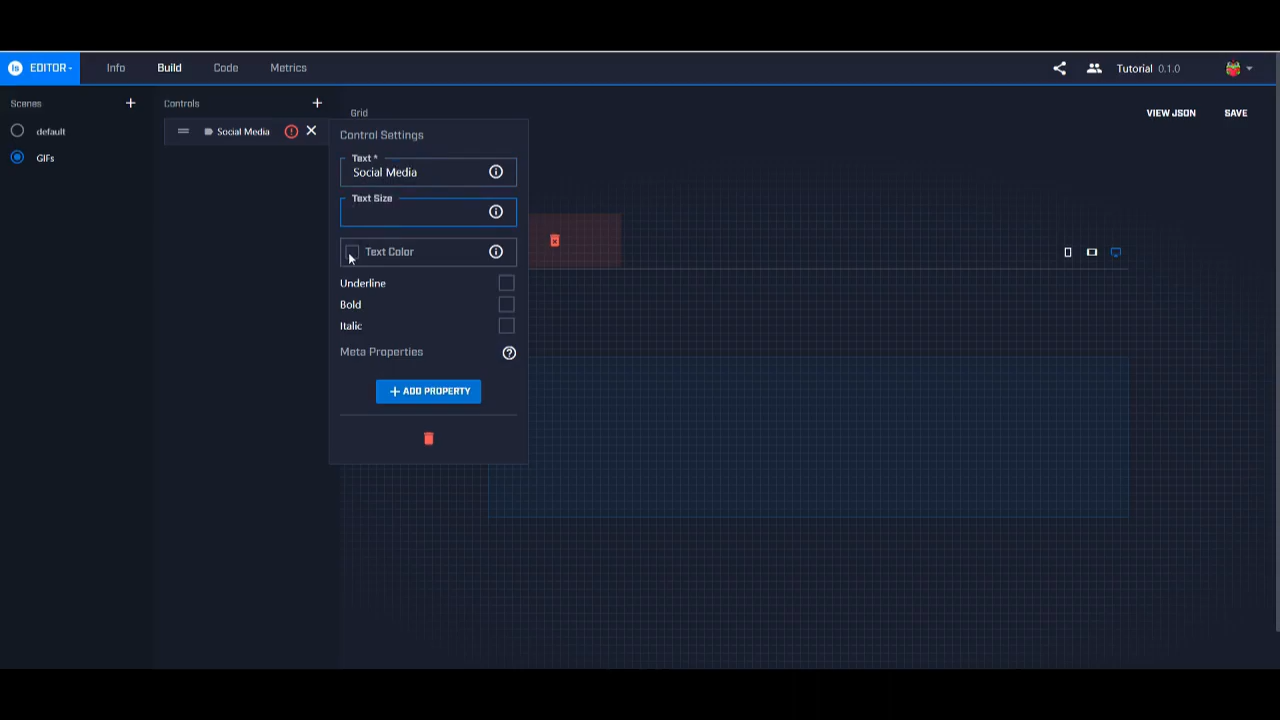 is EDITOR
Info
Build
Code
Metrics
Tutorial 0.1.0
Scenes
Controls
Grid
VIEW JSON
SAVE
default
Social Media
GIFs
Control Settings
Text *
Social Media
Text Size
Text Color
Underline
Bold
Italic
Meta Properties
+ ADD PROPERTY